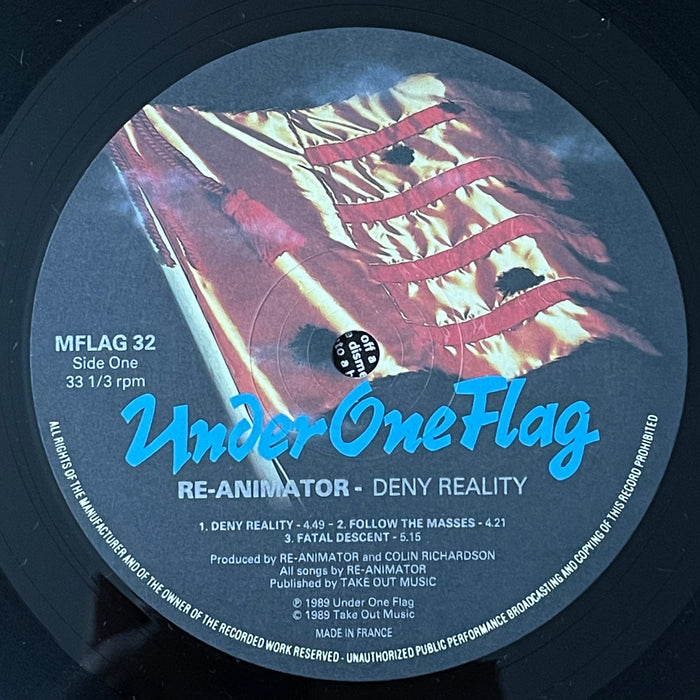 MFLAG 32
Side One
33 1/3 rpm
off a
disme
to a
Under One Flag
RE-ANIMATOR - DENY REALITY
1. DENY REALITY - 4.49 - 2. FOLLOW THE MASSES - 4.21
3. FATAL DESCENT - 5.15
Produced by RE-ANIMATOR and COLIN RICHARDSON
All songs by RE-ANIMATOR
Published by TAKE OUT MUSIC
℗ 1989 Under One Flag
© 1989 Take Out Music
MADE IN FRANCE
ALL RIGHTS OF THE MANUFACTURER AND OF THE OWNER OF THE RECORDED WORK RESERVED - UNAUTHORIZED PUBLIC PERFORMANCE BROADCASTING AND COPYING OF THIS RECORD PROHIBITED